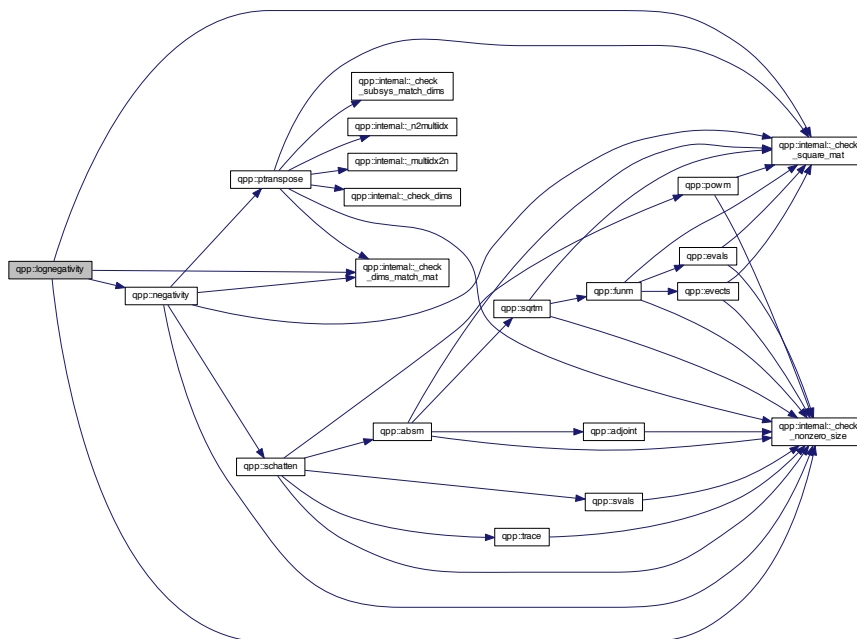 qpp::internal::_check
_subsys_match_dims
qpp::internal::_n2multiidx
qpp::internal::_check
_square_mat
qpp::internal::_multiidx2n
qpp::ptranspose
qpp::powm
qpp::internal::_check_dims
qpp::evals
qpp::lognegativity
qpp::internal::_check
_dims_match_mat
qpp::negativity
qpp::funm
qpp::evects
qpp::sqrtm
qpp::absm
qpp::adjoint
qpp::internal::_check
_nonzero_size
qpp::schatten
qpp::svals
qpp::trace